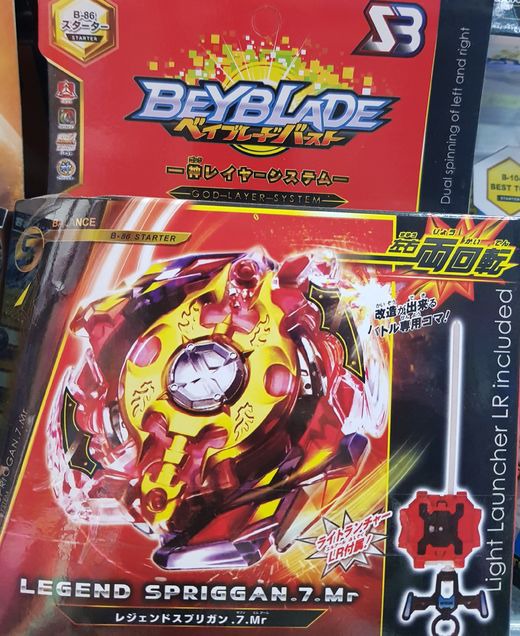 B-86
スターター
STARTER
SB
BEYBLADE
ベイブレードバースト
神レイヤーシステム
GOD LAYER SYSTEM
Dual spinning of left and right
BALANCE
B-86 STARTER
左右両回転
改造が出来る
バトル専用コマ!
Light Launcher LR included
ライトランチャー
LR付属!
LEGEND SPRIGGAN.7.Mr
レジェンドスプリガン.7.Mr
B-10
BEST T
STARTER